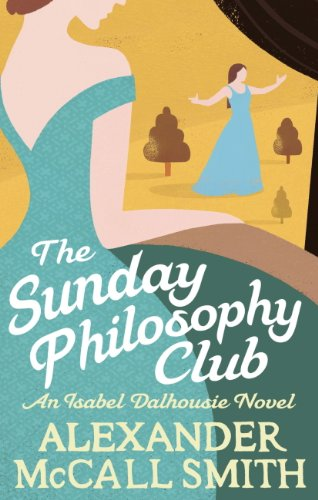 The
Sunday
Philosophy
Club
An Isabel Dalhousie Novel
ALEXANDER
McCALL SMITH